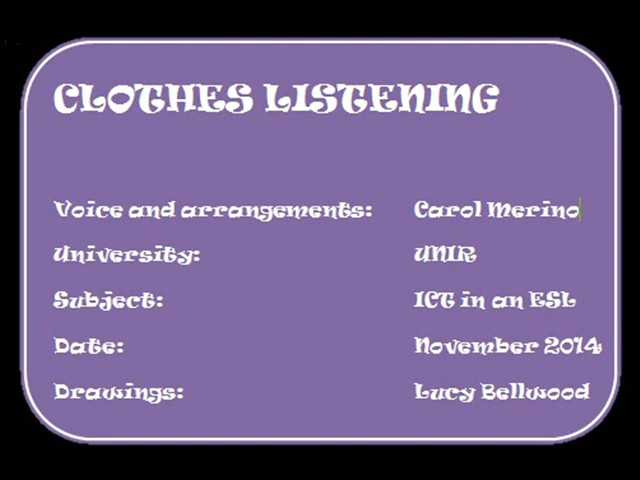 CLOTHES LISTENING
Voice and arrangements: Carol Merino
University: UNIR
Subject: ICT in an ESL
Date: November 2014
Drawings: Lucy Bellwood